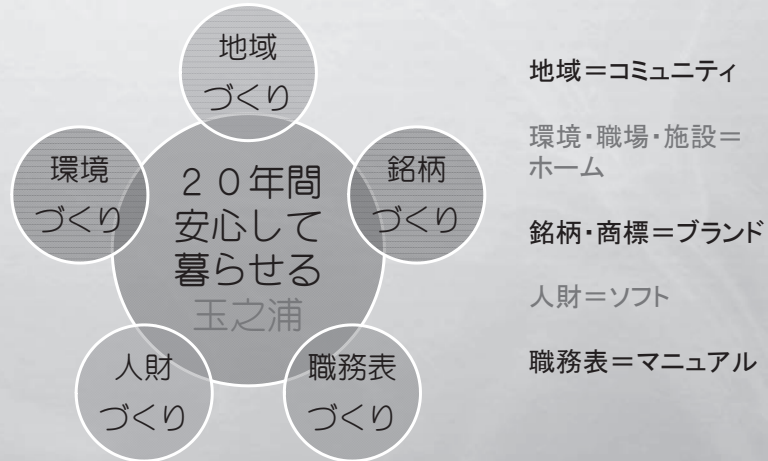 地域
づくり
環境
づくり
２０年間
安心して
暮らせる
玉之浦
銘柄
づくり
人財
づくり
職務表
づくり
地域＝コミュニティ
環境・職場・施設＝
ホーム
銘柄・商標＝ブランド
人財＝ソフト
職務表＝マニュアル